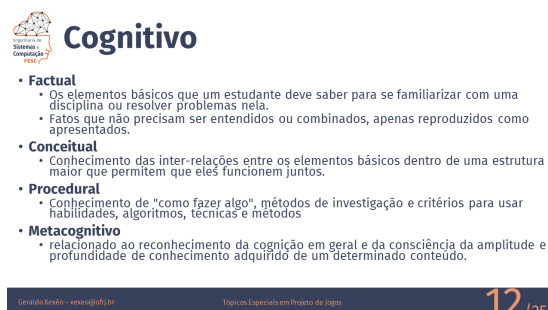 Engenharia de
Sistemas e
Computação
PESC
Cognitivo
• Factual
• Os elementos básicos que um estudante deve saber para se familiarizar com uma
disciplina ou resolver problemas nela.
• Fatos que não precisam ser entendidos ou combinados, apenas reproduzidos como
apresentados.
• Conceitual
• Conhecimento das inter-relações entre os elementos básicos dentro de uma estrutura
maior que permitem que eles funcionem juntos.
• Procedural
• Conhecimento de "como fazer algo", métodos de investigação e critérios para usar
habilidades, algoritmos, técnicas e métodos
• Metacognitivo
• relacionado ao reconhecimento da cognição em geral e da consciência da amplitude e
profundidade de conhecimento adquirido de um determinado conteúdo.
Geraldo Xexéo – xexeo@ufrj.br
Tópicos Especiais em Projeto de Jogos
12